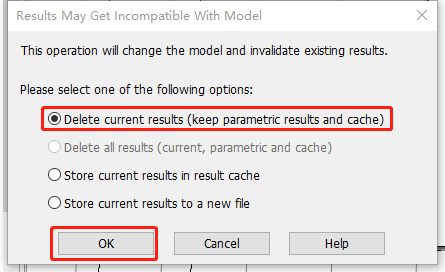 Results May Get Incompatible With Model
This operation will change the model and invalidate existing results.
Please select one of the following options:
Delete current results (keep parametric results and cache)
Delete all results (current, parametric and cache)
Store current results in result cache
Store current results to a new file
OK Cancel Help